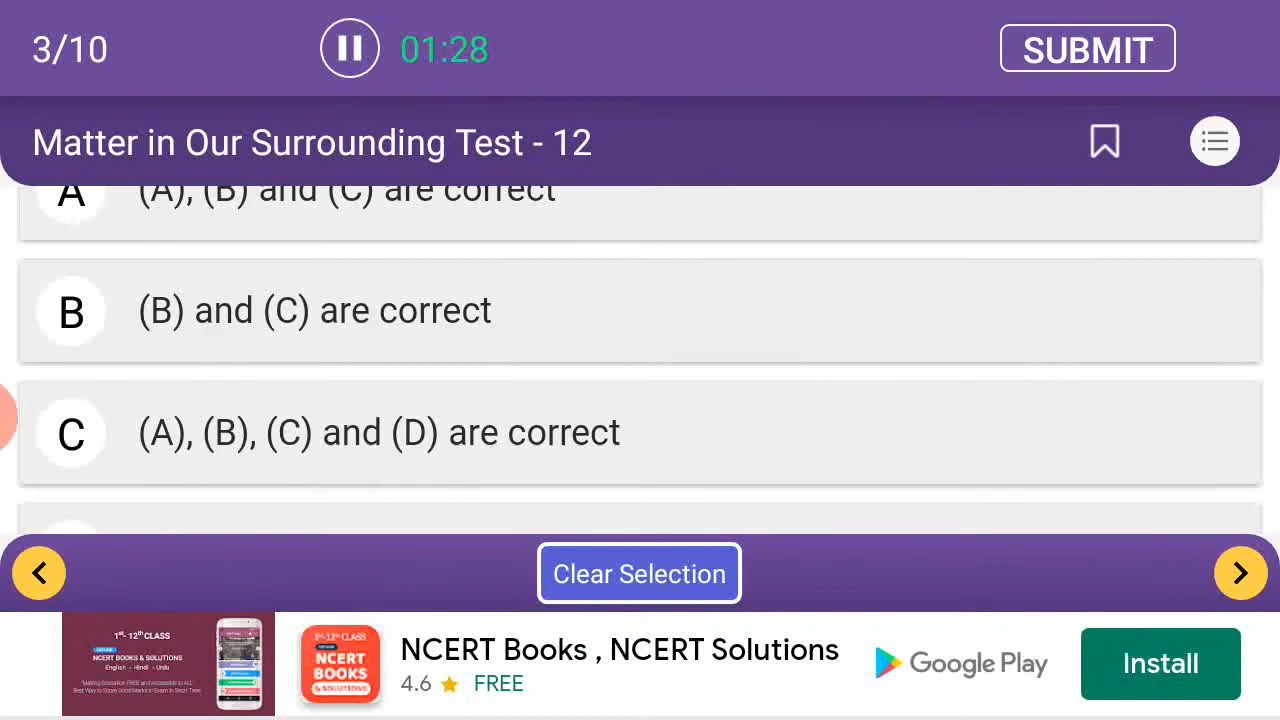 3/10
01:28
SUBMIT
Matter in Our Surrounding Test - 12
A (A), (B) and (C) are correct
B (B) and (C) are correct
C (A), (B), (C) and (D) are correct
Clear Selection
1st- 12th CLASS
NCERT BOOKS & SOLUTIONS
English - Hindi - Urdu
1st-12th CLASS
NCERT
BOOKS
& SOLUTIONS
NCERT Books , NCERT Solutions
4.6 FREE
Google Play
Install